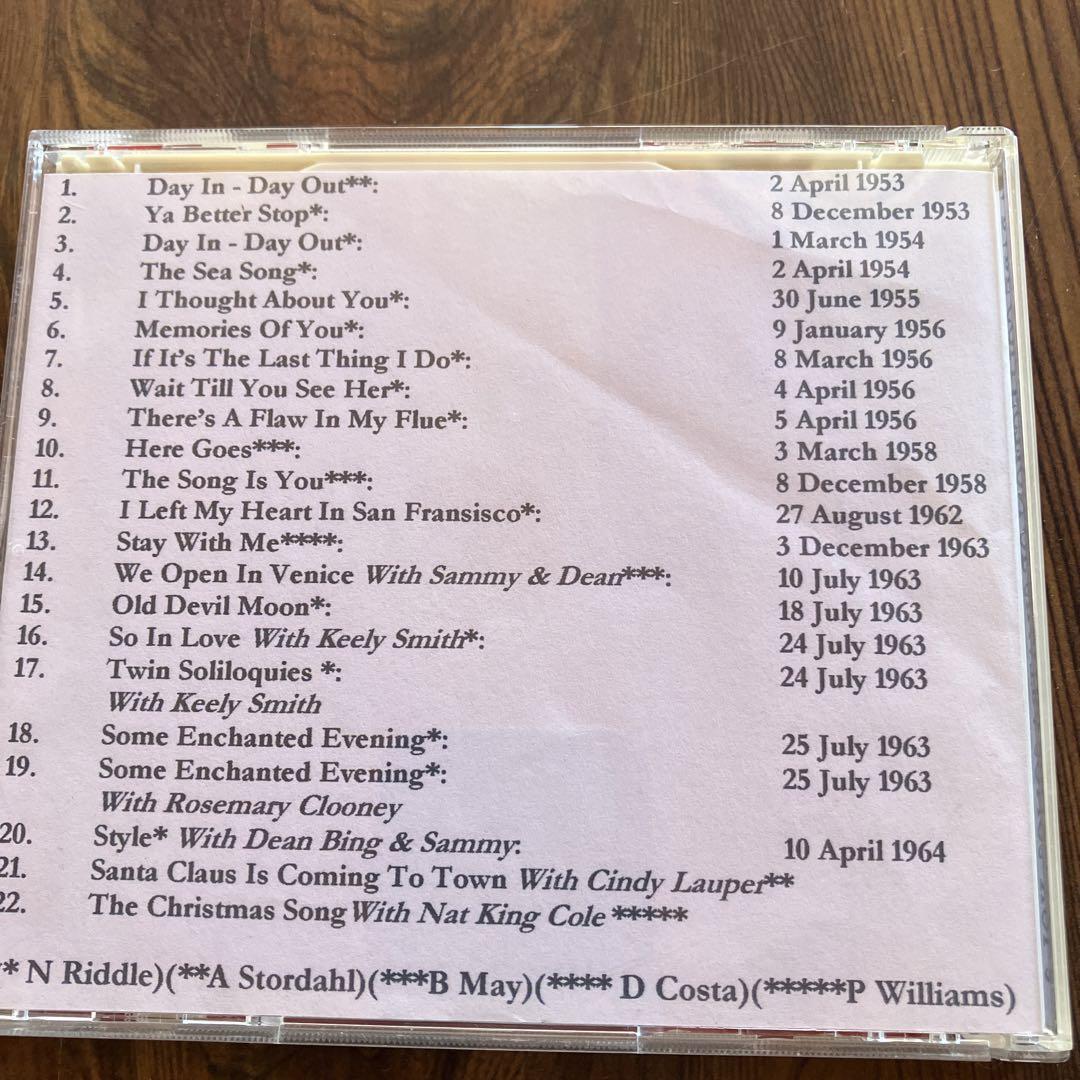 1. Day In - Day Out**: 2 April 1953
2. Ya Better Stop*: 8 December 1953
3. Day In - Day Out*: 1 March 1954
4. The Sea Song*: 2 April 1954
5. I Thought About You*: 30 June 1955
6. Memories Of You*: 9 January 1956
7. If It's The Last Thing I Do*: 8 March 1956
8. Wait Till You See Her*: 4 April 1956
9. There's A Flaw In My Flue*: 5 April 1956
10. Here Goes***: 3 March 1958
11. The Song Is You***: 8 December 1958
12. I Left My Heart In San Fransisco*: 27 August 1962
13. Stay With Me****: 3 December 1963
14. We Open In Venice With Sammy & Dean***: 10 July 1963
15. Old Devil Moon*: 18 July 1963
16. So In Love With Keely Smith*: 24 July 1963
17. Twin Soliloquies *: 24 July 1963
With Keely Smith
18. Some Enchanted Evening*: 25 July 1963
19. Some Enchanted Evening*: 25 July 1963
With Rosemary Clooney
20. Style* With Dean Bing & Sammy: 10 April 1964
21. Santa Claus Is Coming To Town With Cindy Lauper**
22. The Christmas Song With Nat King Cole *****
* N Riddle)(**A Stordahl)(***B May)(**** D Costa)(*****P Williams)